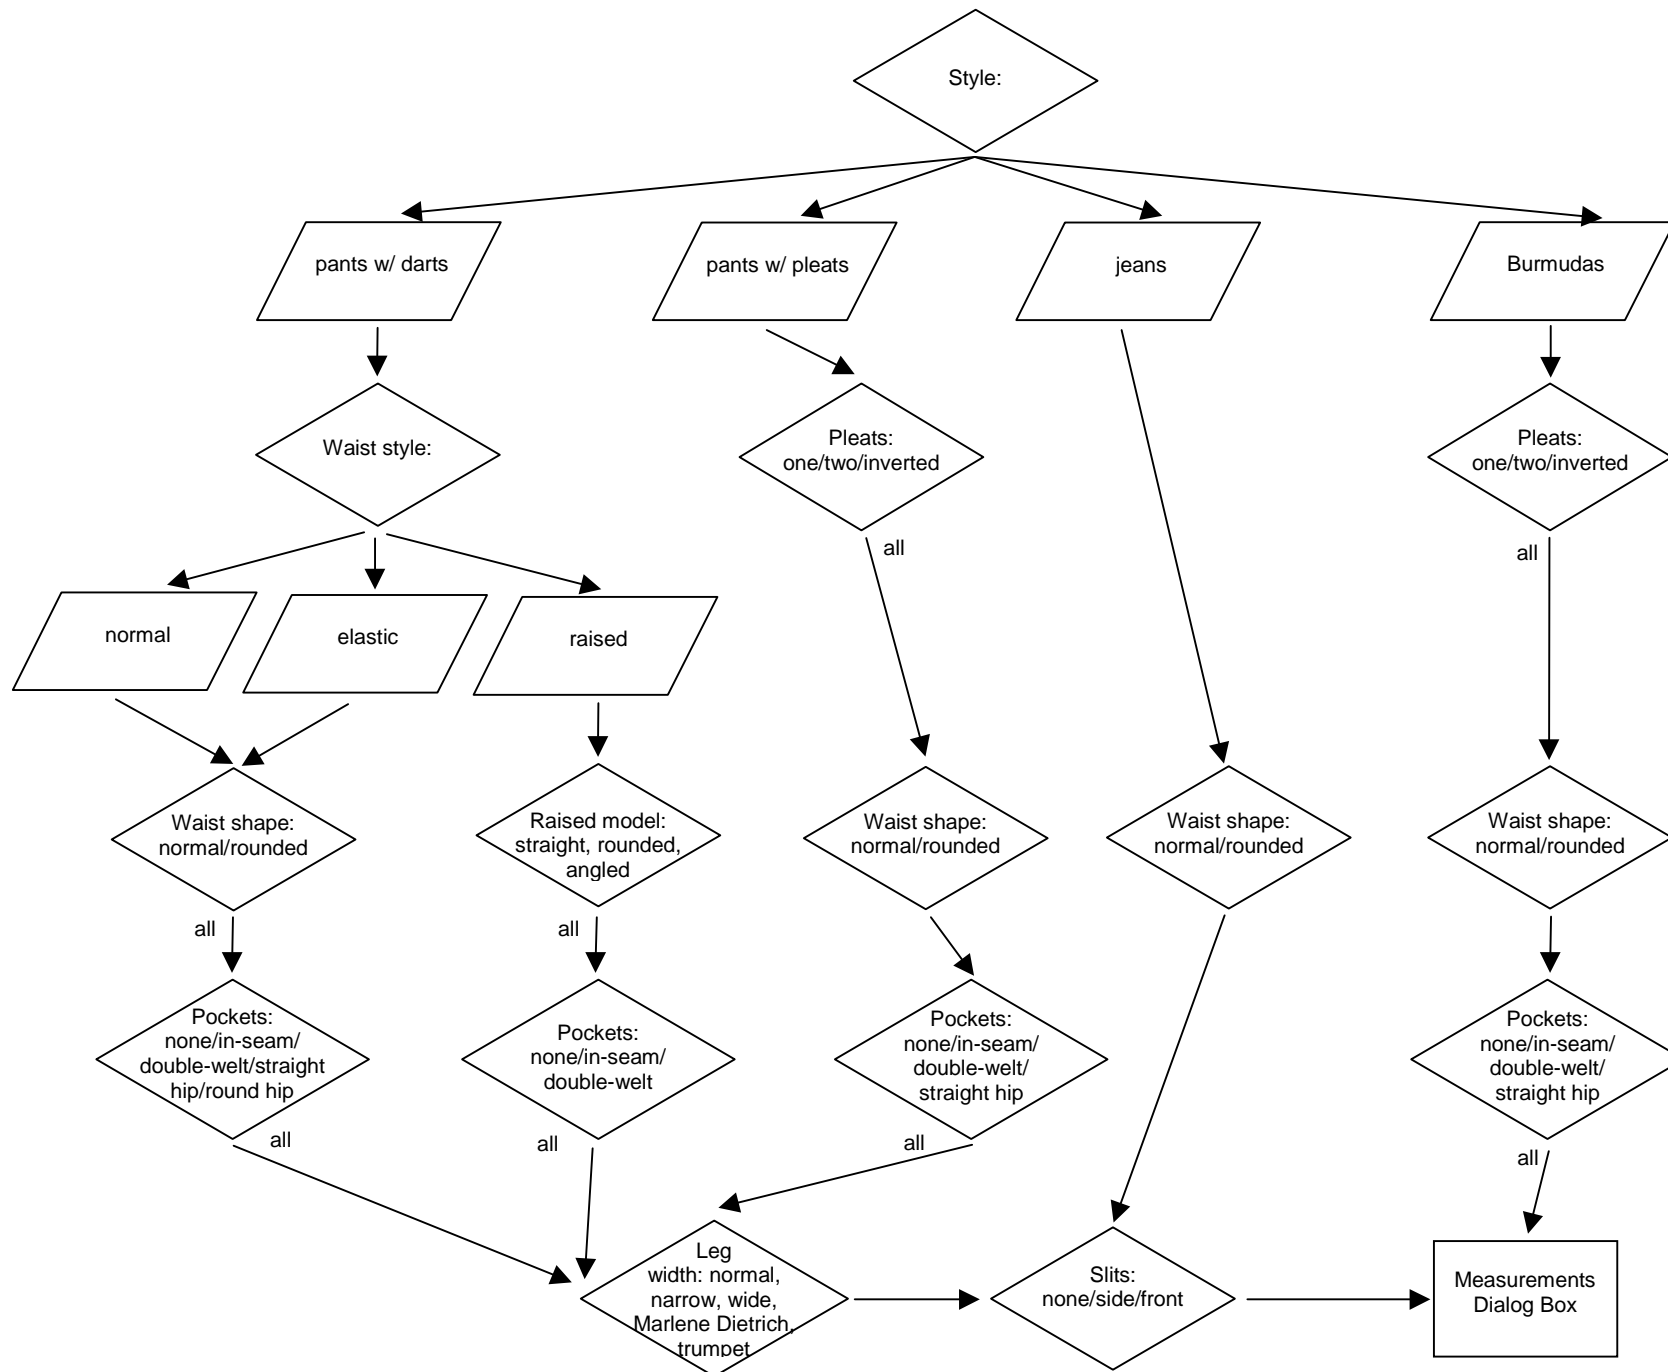 Style:
pants w/ darts
pants w/ pleats
jeans
Burmudas
Waist style:
Pleats:
one/two/inverted
Pleats:
one/two/inverted
all
all
normal
elastic
raised
Waist shape:
normal/rounded
Raised model:
straight, rounded,
angled
Waist shape:
normal/rounded
Waist shape:
normal/rounded
Waist shape:
normal/rounded
all
all
all
Pockets:
none/in-seam/
double-welt/straight
hip/round hip
Pockets:
none/in-seam/
double-welt
Pockets:
none/in-seam/
double-welt/
straight hip
Pockets:
none/in-seam/
double-welt/
straight hip
all
all
all
all
Leg
width: normal,
narrow, wide,
Marlene Dietrich,
trumpet
Slits:
none/side/front
Measurements
Dialog Box